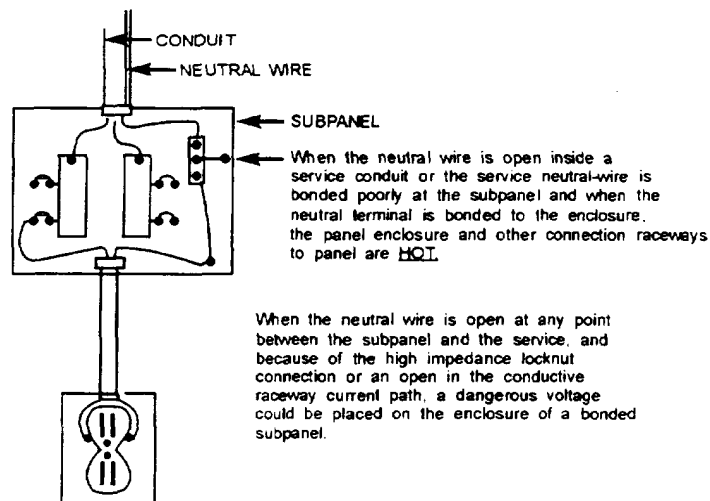 CONDUIT
NEUTRAL WIRE
SUBPANEL
When the neutral wire is open inside a
service conduit or the service neutral-wire is
bonded poorly at the subpanel and when the
neutral terminal is bonded to the enclosure,
the panel enclosure and other connection raceways
to panel are HOT.
When the neutral wire is open at any point
between the subpanel and the service, and
because of the high impedance locknut
connection or an open in the conductive
raceway current path, a dangerous voltage
could be placed on the enclosure of a bonded
subpanel.